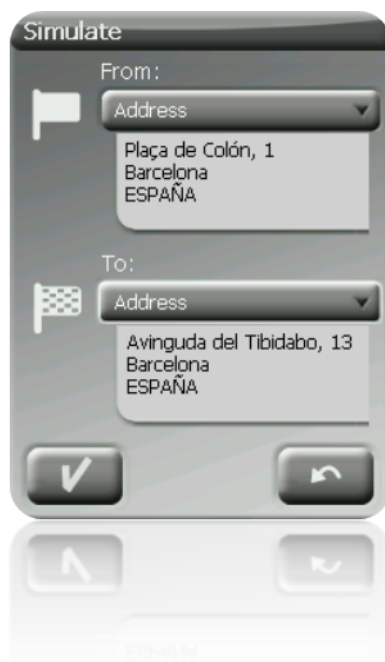 Simulate
From:
Address
Plaça de Colón, 1
Barcelona
ESPAÑA
To:
Address
Avinguda del Tibidabo, 13
Barcelona
ESPAÑA